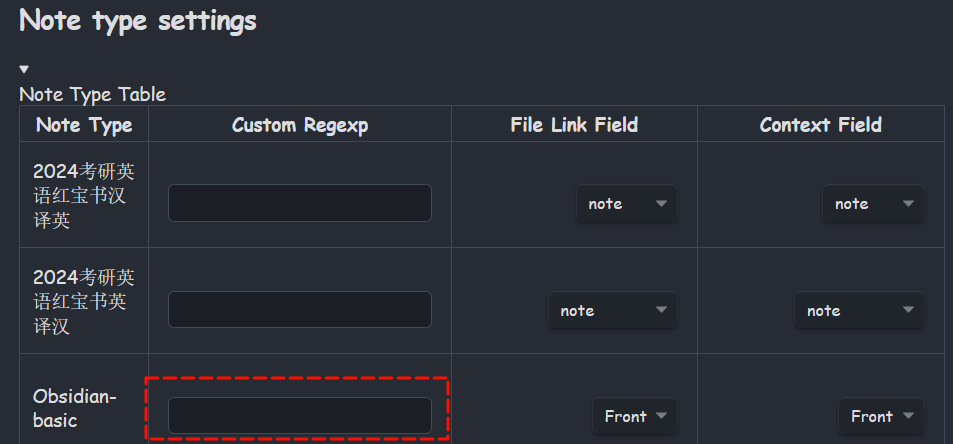 Note type settings
Note Type Table
Note Type
Custom Regexp
File Link Field
Context Field
2024考研英
语红宝书汉
译英
note
note
2024考研英
语红宝书英
译汉
note
note
Obsidian-
basic
Front
Front